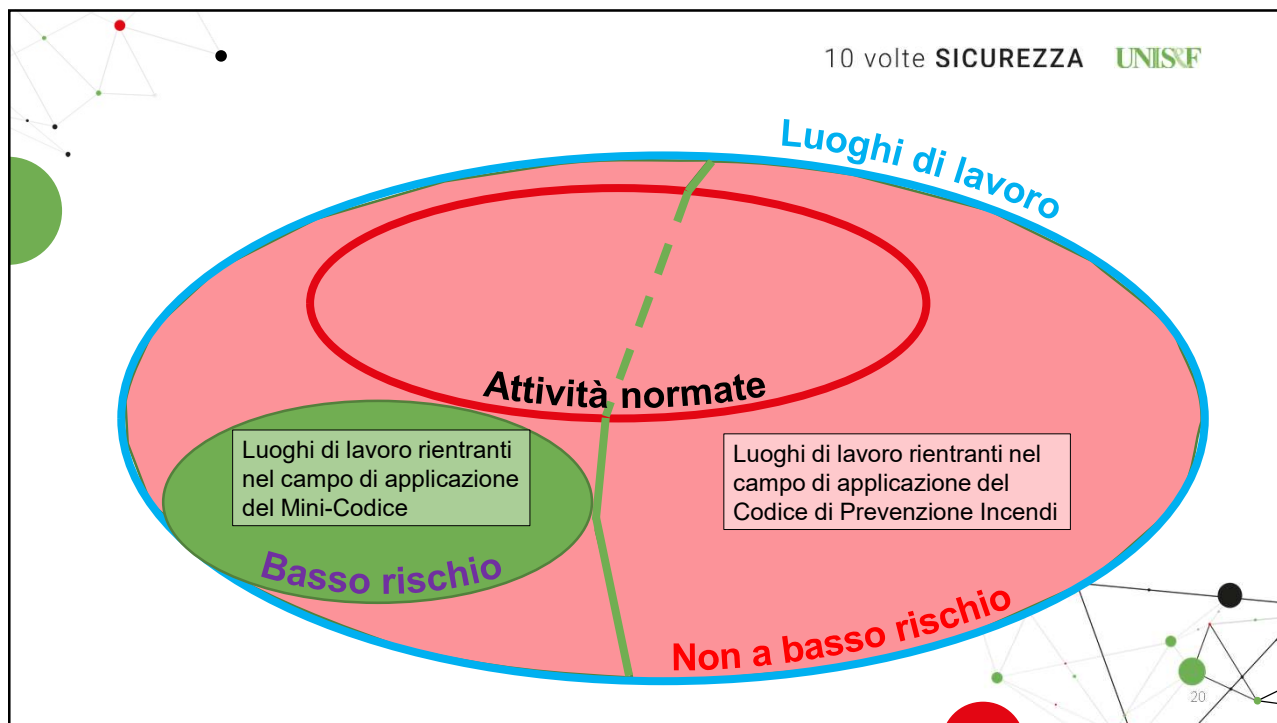 10 volte SICUREZZA UNIS&F
Luoghi di lavoro
Attività normate
Luoghi di lavoro rientranti
nel campo di applicazione
del Mini-Codice
Luoghi di lavoro rientranti nel
campo di applicazione del
Codice di Prevenzione Incendi
Basso rischio
Non a basso rischio
20